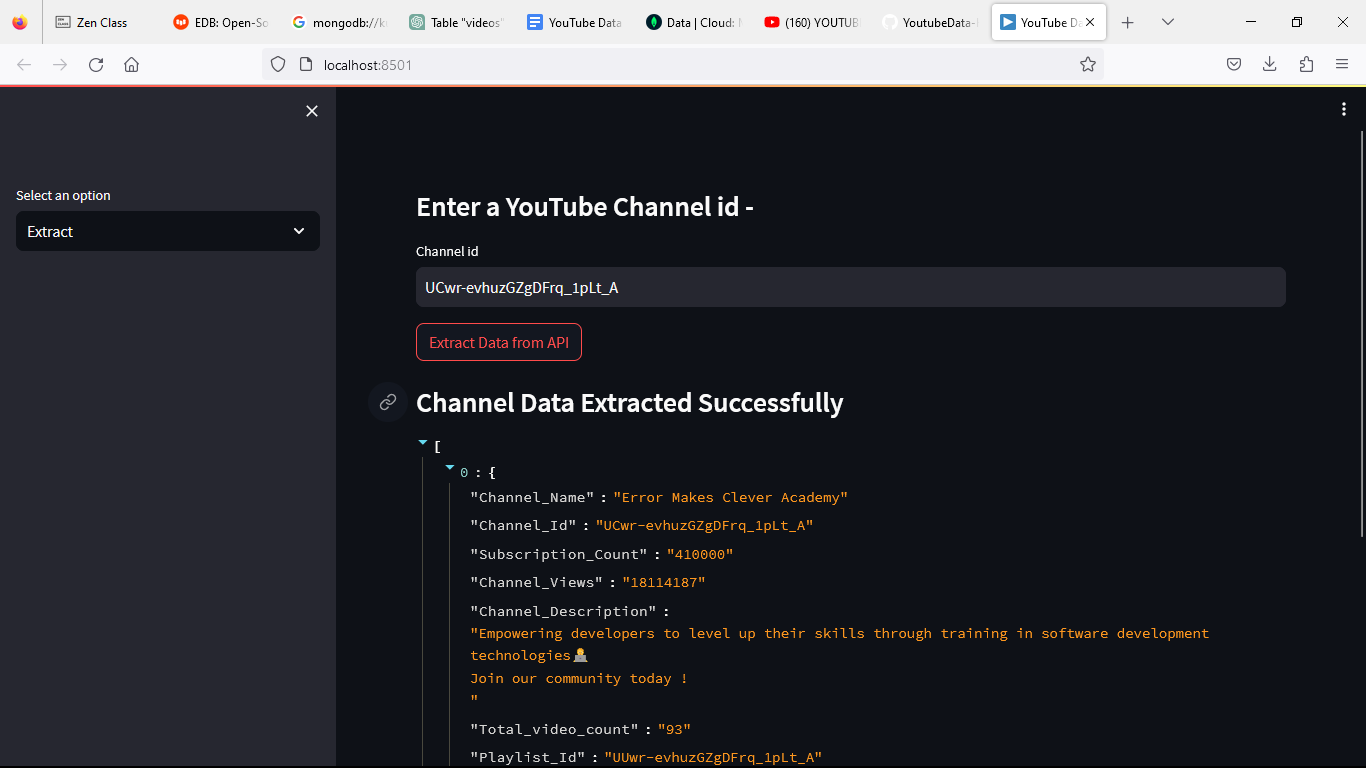 Zen Class
EDB: Open-So
mongodb://k
Table "videos"
YouTube Data
Data | Cloud: M
(160) YOUTUB
YoutubeData-
YouTube Da
localhost:8501
Select an option
Extract
Enter a YouTube Channel id -
Channel id
UCwr-evhuzGZgDFrq_1pLt_A
Extract Data from API
Channel Data Extracted Successfully
[
0 : {
"Channel_Name" : "Error Makes Clever Academy"
"Channel_Id" : "UCwr-evhuzGZgDFrq_1pLt_A"
"Subscription_Count" : "410000"
"Channel_Views" : "18114187"
"Channel_Description" :
"Empowering developers to level up their skills through training in software development
technologies🧑‍💻
Join our community today !
"
"Total_video_count" : "93"
"Playlist_Id" : "UUwr-evhuzGZgDFrq_1pLt_A"